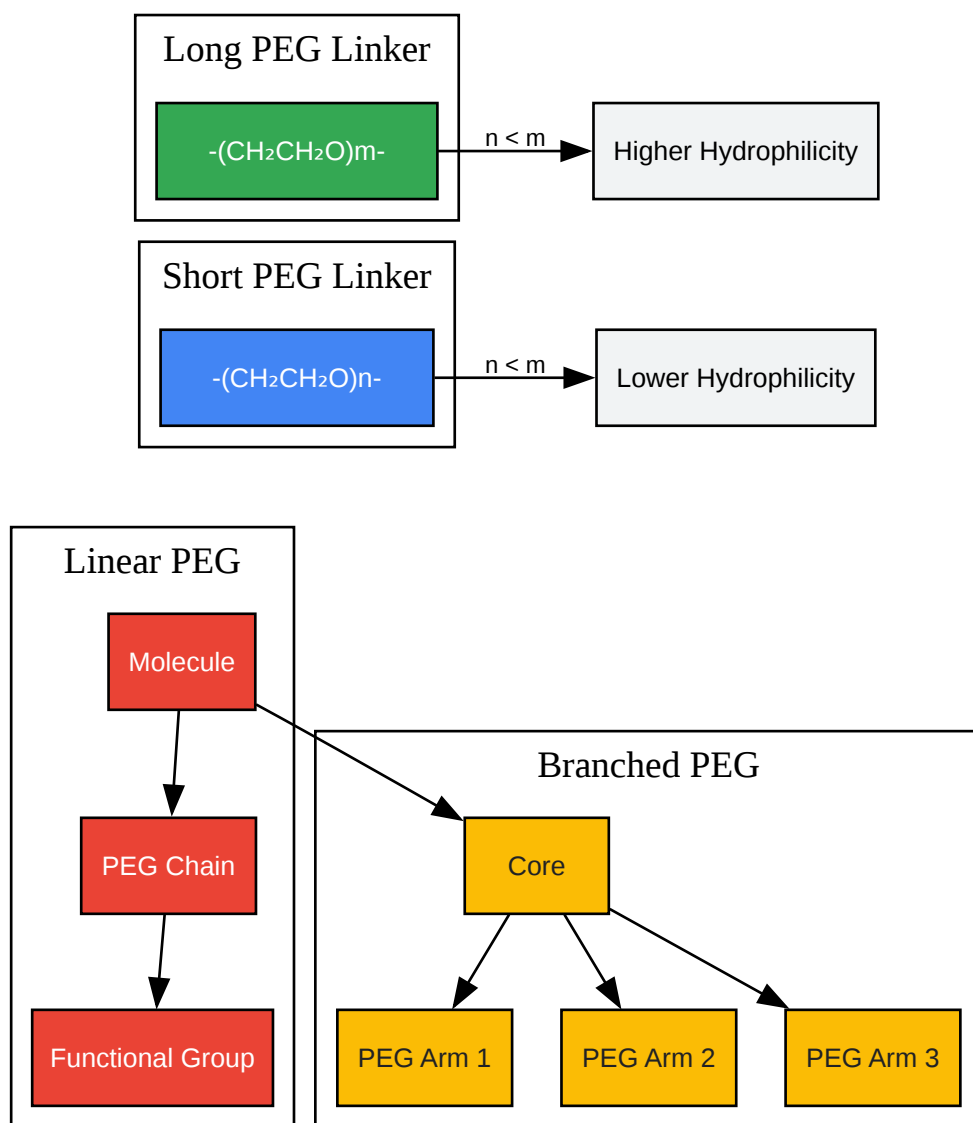 Long PEG Linker
-(CH₂CH₂O)m-
n < m
Higher Hydrophilicity
Short PEG Linker
-(CH₂CH₂O)n-
n < m
Lower Hydrophilicity
Linear PEG
Molecule
PEG Chain
Functional Group
Branched PEG
Core
PEG Arm 1
PEG Arm 2
PEG Arm 3